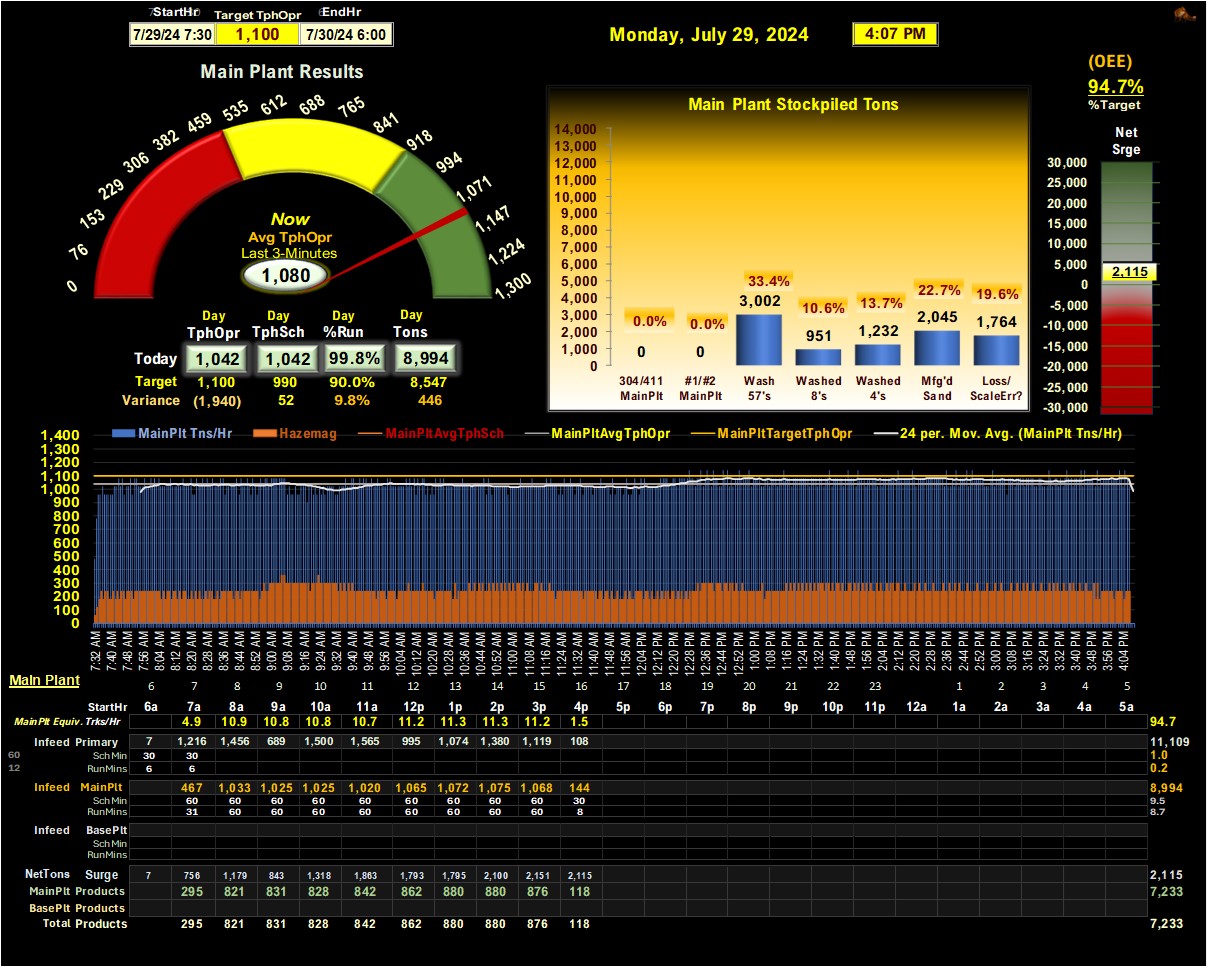 StartHr Target TphOpr EndHr
7/29/24 7:30 1,100 7/30/24 6:00
Monday, July 29, 2024 4:07 PM
(OEE)
94.7%
%Target
Main Plant Results
0 76 153 229 306 382 459 535 612 688 765 841 918 994 1,071 1,147 1,224 1,300
Now
Avg TphOpr
Last 3-Minutes
1,080
Day Day Day Day
TphOpr TphSch %Run Tons
Today 1,042 1,042 99.8% 8,994
Target 1,100 990 90.0% 8,547
Variance (1,940) 52 9.8% 446
Main Plant Stockpiled Tons
14,000
13,000
12,000
11,000
10,000
9,000
8,000
7,000
6,000
5,000
4,000
3,000
2,000
1,000
0
0.0% 0.0% 33.4% 10.6% 13.7% 22.7% 19.6%
0 0 3,002 951 1,232 2,045 1,764
304/411 #1/#2 Wash Washed Washed Mfg'd Loss/
MainPlt MainPlt 57's 8's 4's Sand ScaleErr?
Net
Srge
30,000
25,000
20,000
15,000
10,000
5,000
2,115
0
-5,000
-10,000
-15,000
-20,000
-25,000
-30,000
MainPlt Tns/Hr Hazemag MainPltAvgTphSch MainPltAvgTphOpr MainPltTargetTphOpr 24 per. Mov. Avg. (MainPlt Tns/Hr)
1,400
1,300
1,200
1,100
1,000
900
800
700
600
500
400
300
200
100
0
7:32 AM 7:40 AM 7:48 AM 7:56 AM 8:04 AM 8:12 AM 8:20 AM 8:28 AM 8:36 AM 8:44 AM 8:52 AM 9:00 AM 9:08 AM 9:16 AM 9:24 AM 9:32 AM 9:40 AM 9:48 AM 9:56 AM 10:04 AM 10:12 AM 10:20 AM 10:28 AM 10:36 AM 10:44 AM 10:52 AM 11:00 AM 11:08 AM 11:16 AM 11:24 AM 11:32 AM 11:40 AM 11:48 AM 11:56 AM 12:04 PM 12:12 PM 12:20 PM 12:28 PM 12:36 PM 12:44 PM 12:52 PM 1:00 PM 1:08 PM 1:16 PM 1:24 PM 1:32 PM 1:40 PM 1:48 PM 1:56 PM 2:04 PM 2:12 PM 2:20 PM 2:28 PM 2:36 PM 2:44 PM 2:52 PM 3:00 PM 3:08 PM 3:16 PM 3:24 PM 3:32 PM 3:40 PM 3:48 PM 3:56 PM 4:04 PM
Main Plant 6 7 8 9 10 11 12 13 14 15 16 17 18 19 20 21 22 23 1 2 3 4 5
StartHr 6a 7a 8a 9a 10a 11a 12p 1p 2p 3p 4p 5p 6p 7p 8p 9p 10p 11p 12a 1a 2a 3a 4a 5a
MainPlt Equiv. Trks/Hr 4.9 10.9 10.8 10.8 10.7 11.2 11.3 11.3 11.2 1.5 94.7
Infeed Primary 7 1,216 1,456 689 1,500 1,565 995 1,074 1,380 1,119 108 11,109
60 SchMin 30 30 1.0
12 RunMins 6 6 0.2
Infeed MainPlt 467 1,033 1,025 1,025 1,020 1,065 1,072 1,075 1,068 144 8,994
SchMin 60 60 60 60 60 60 60 60 60 30 9.5
RunMins 31 60 60 60 60 60 60 60 60 8 8.7
Infeed BasePlt
SchMin
RunMins
NetTons Surge 7 756 1,179 843 1,318 1,863 1,793 1,795 2,100 2,151 2,115 2,115
MainPlt Products 295 821 831 828 842 862 880 880 876 118 7,233
BasePlt Products
Total Products 295 821 831 828 842 862 880 880 876 118 7,233